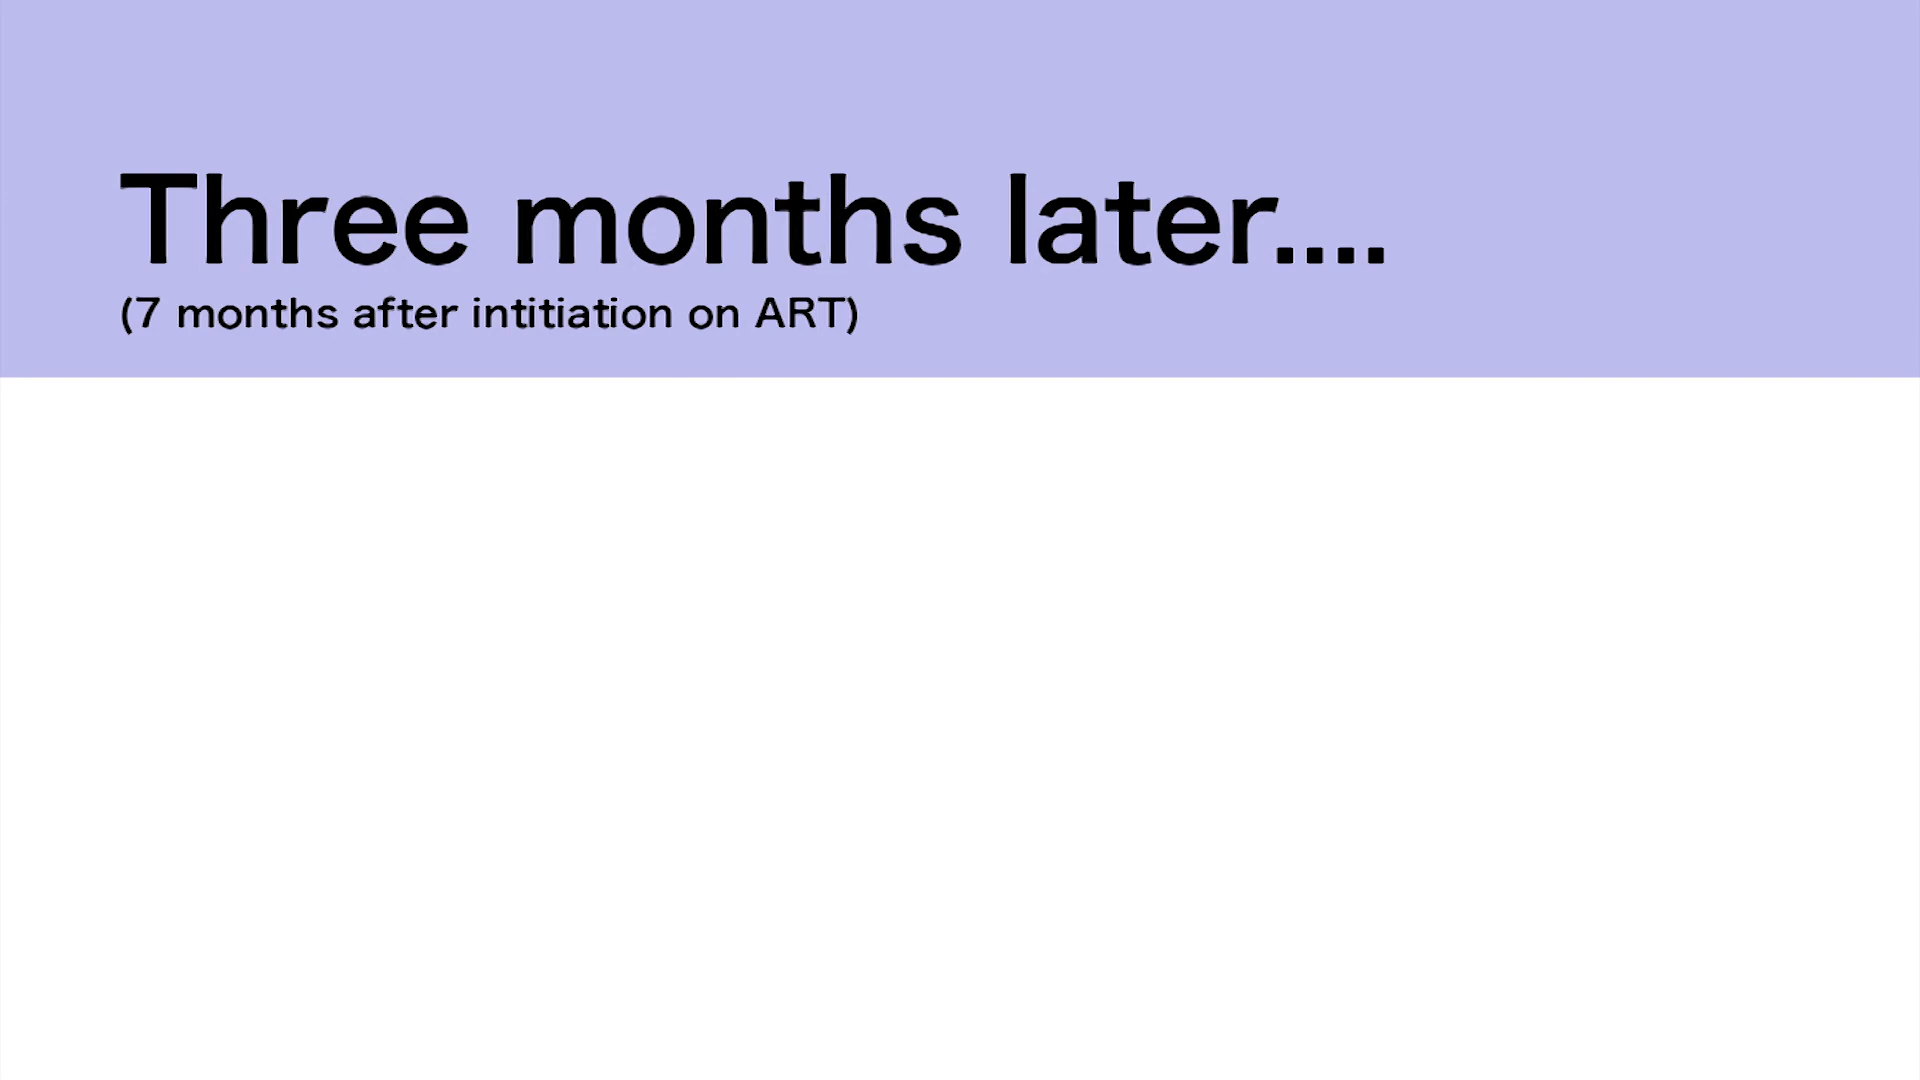 Three months later....
(7 months after intitiation on ART)